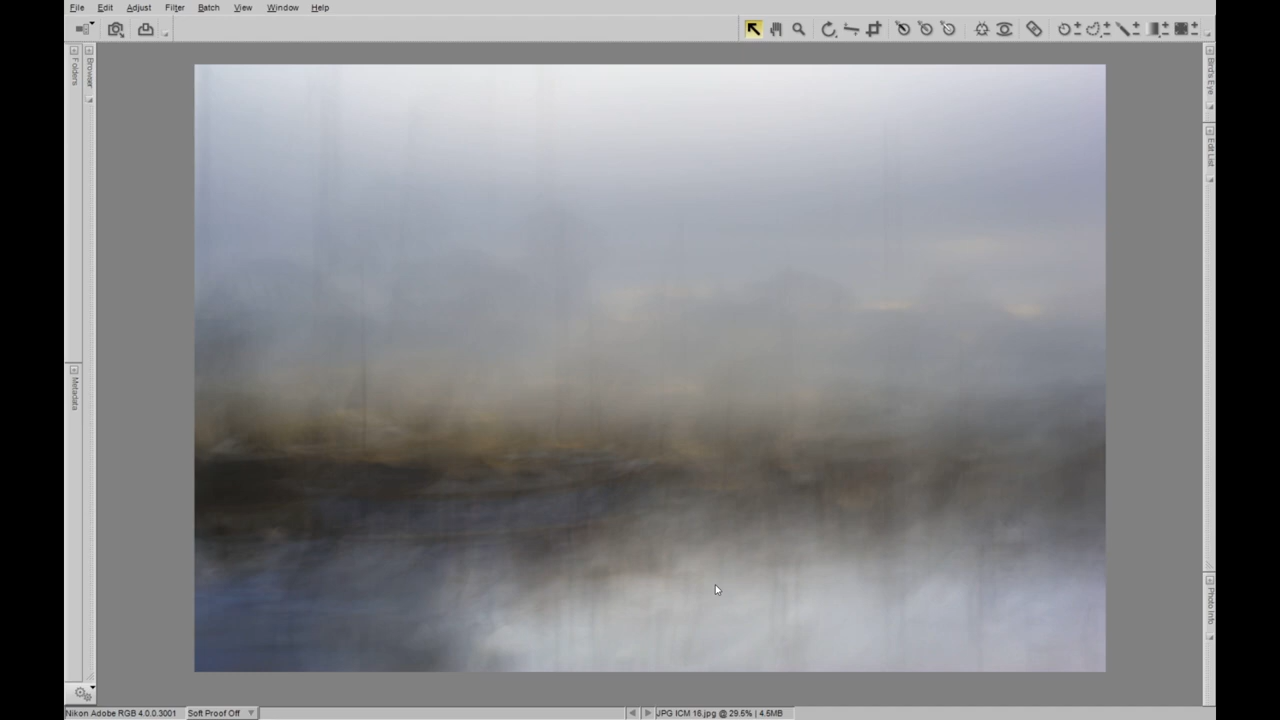 File Edit Adjust Filter Batch View Window Help
Folders
Browser
Metadata
Bird's Eye
Edit List
Photo Info
Nikon Adobe RGB 4.0.0.3001 Soft Proof Off JPG ICM 16.jpg @ 29.5% | 4.5MB